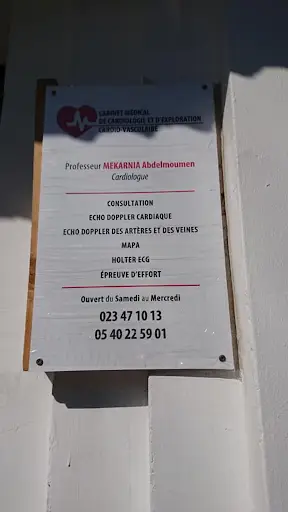 CABINET MÉDICAL
DE CARDIOLOGIE ET D'EXPLORATION
CARDIO-VASCULAIRE
Professeur MEKARNIA Abdelmoumen
Cardiologue
CONSULTATION
ECHO DOPPLER CARDIAQUE
ECHO DOPPLER DES ARTÈRES ET DES VEINES
MAPA
HOLTER ECG
ÉPREUVE D'EFFORT
Ouvert du Samedi au Mercredi
023 47 10 13
05 40 22 59 01